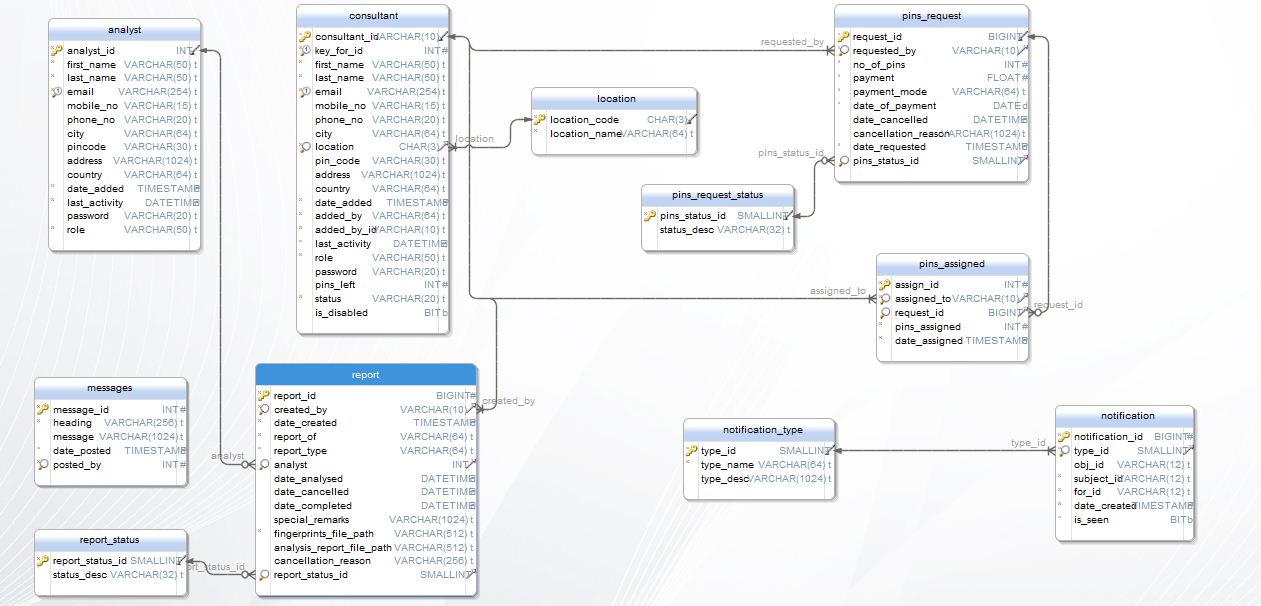 analyst
analyst_id INT
first_name VARCHAR(50) t
last_name VARCHAR(50) t
email VARCHAR(254) t
mobile_no VARCHAR(15) t
phone_no VARCHAR(20) t
city VARCHAR(64) t
pincode VARCHAR(30) t
address VARCHAR(1024) t
country VARCHAR(64) t
date_added TIMESTAMP
last_activity DATETIME
password VARCHAR(20) t
role VARCHAR(50) t
consultant
consultant_id VARCHAR(10)
key_for_id INT #
first_name VARCHAR(50) t
last_name VARCHAR(50) t
email VARCHAR(254) t
mobile_no VARCHAR(15) t
phone_no VARCHAR(20) t
city VARCHAR(64) t
location CHAR(3)
pin_code VARCHAR(30) t
address VARCHAR(1024) t
country VARCHAR(64) t
date_added TIMESTAMP
added_by VARCHAR(64) t
added_by_id VARCHAR(10) t
last_activity DATETIME
role VARCHAR(50) t
password VARCHAR(20) t
pins_left INT #
status VARCHAR(20) t
is_disabled BIT b
location
location
location_code CHAR(3)
location_name VARCHAR(64) t
requested_by
pins_request
request_id BIGINT
requested_by VARCHAR(10)
no_of_pins INT #
payment FLOAT #
payment_mode VARCHAR(64) t
date_of_payment DATE d
date_cancelled DATETIME
cancellation_reason VARCHAR(1024) t
date_requested TIMESTAMP
pins_status_id SMALLINT
pins_status_id
pins_request_status
pins_status_id SMALLINT
status_desc VARCHAR(32) t
assigned_to
pins_assigned
assign_id INT #
assigned_to VARCHAR(10)
request_id BIGINT
pins_assigned INT #
date_assigned TIMESTAMP
request_id
messages
message_id INT #
heading VARCHAR(256) t
message VARCHAR(1024) t
date_posted TIMESTAMP
posted_by INT #
report
report_id BIGINT #
created_by VARCHAR(10)
date_created TIMESTAMP
report_of VARCHAR(64) t
report_type VARCHAR(64) t
analyst INT
date_analysed DATETIME
date_cancelled DATETIME
date_completed DATETIME
special_remarks VARCHAR(1024) t
fingerprints_file_path VARCHAR(512) t
analysis_report_file_path VARCHAR(512) t
cancellation_reason VARCHAR(256) t
report_status_id SMALLINT
created_by
analyst
report_status
report_status_id SMALLINT
status_desc VARCHAR(32) t
rt_status_id
notification_type
type_id SMALLINT
type_name VARCHAR(64) t
type_desc VARCHAR(1024) t
type_id
notification
notification_id BIGINT #
type_id SMALLINT
obj_id VARCHAR(12) t
subject_id VARCHAR(12) t
for_id VARCHAR(12) t
date_created TIMESTAMP
is_seen BIT b